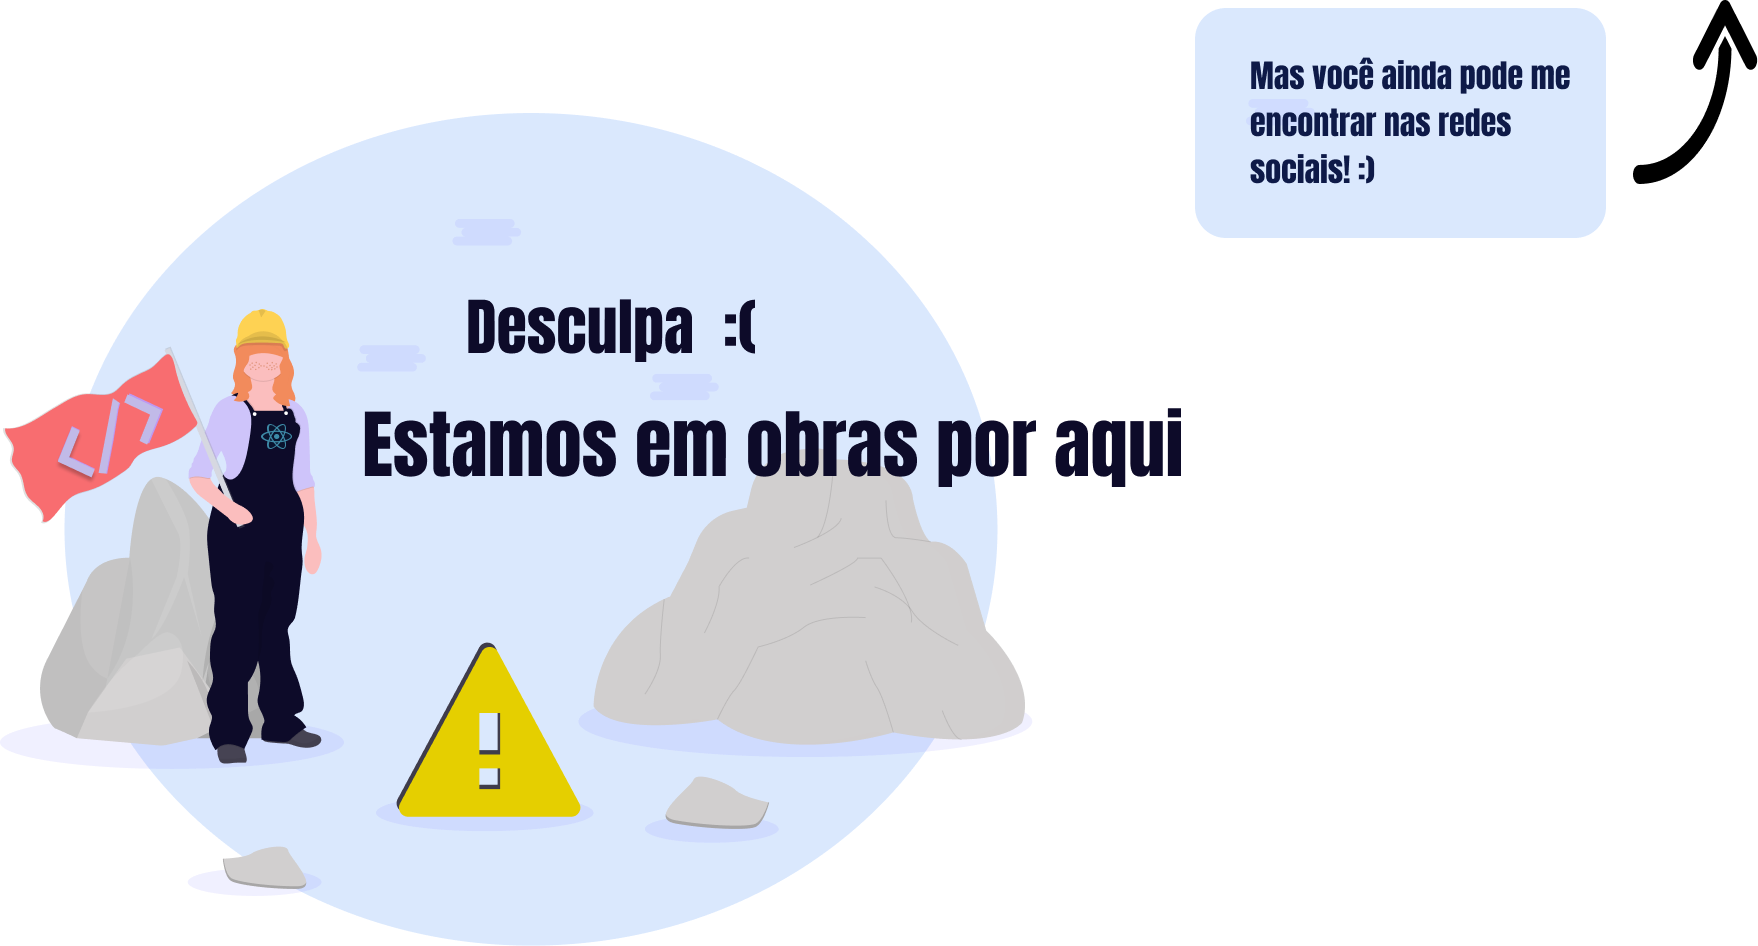 Mas você ainda pode me
encontrar nas redes
sociais! :)
Desculpa :(
</>
Estamos em obras por aqui
!